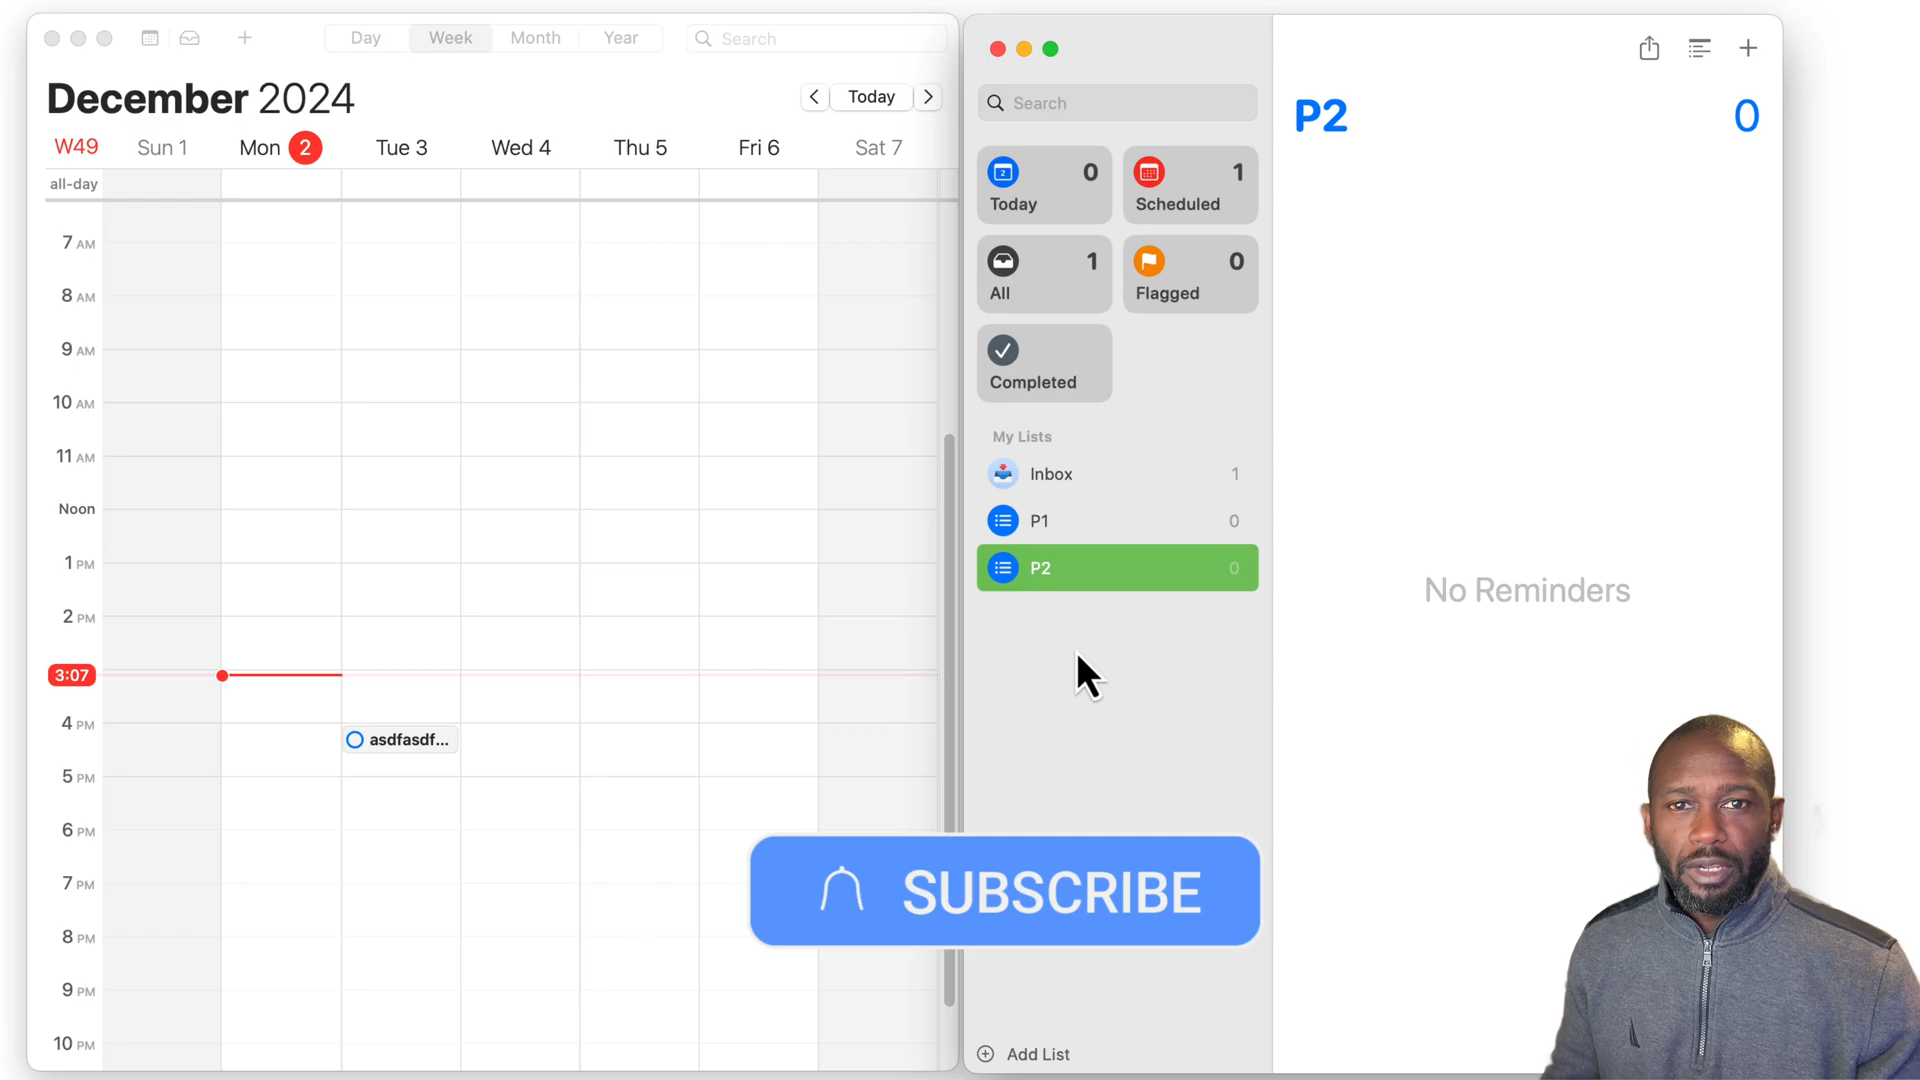 Day Week Month Year Search
December 2024
Today
W49 Sun 1 Mon 2 Tue 3 Wed 4 Thu 5 Fri 6 Sat 7
all-day
7 AM
8 AM
9 AM
10 AM
11 AM
Noon
1 PM
2 PM
3:07
4 PM
asdfasdf...
5 PM
6 PM
7 PM
8 PM
9 PM
10 PM
Search
2 0
Today
1
Scheduled
1
All
0
Flagged
Completed
My Lists
Inbox 1
P1 0
P2 0
Add List
P2 0
No Reminders
SUBSCRIBE